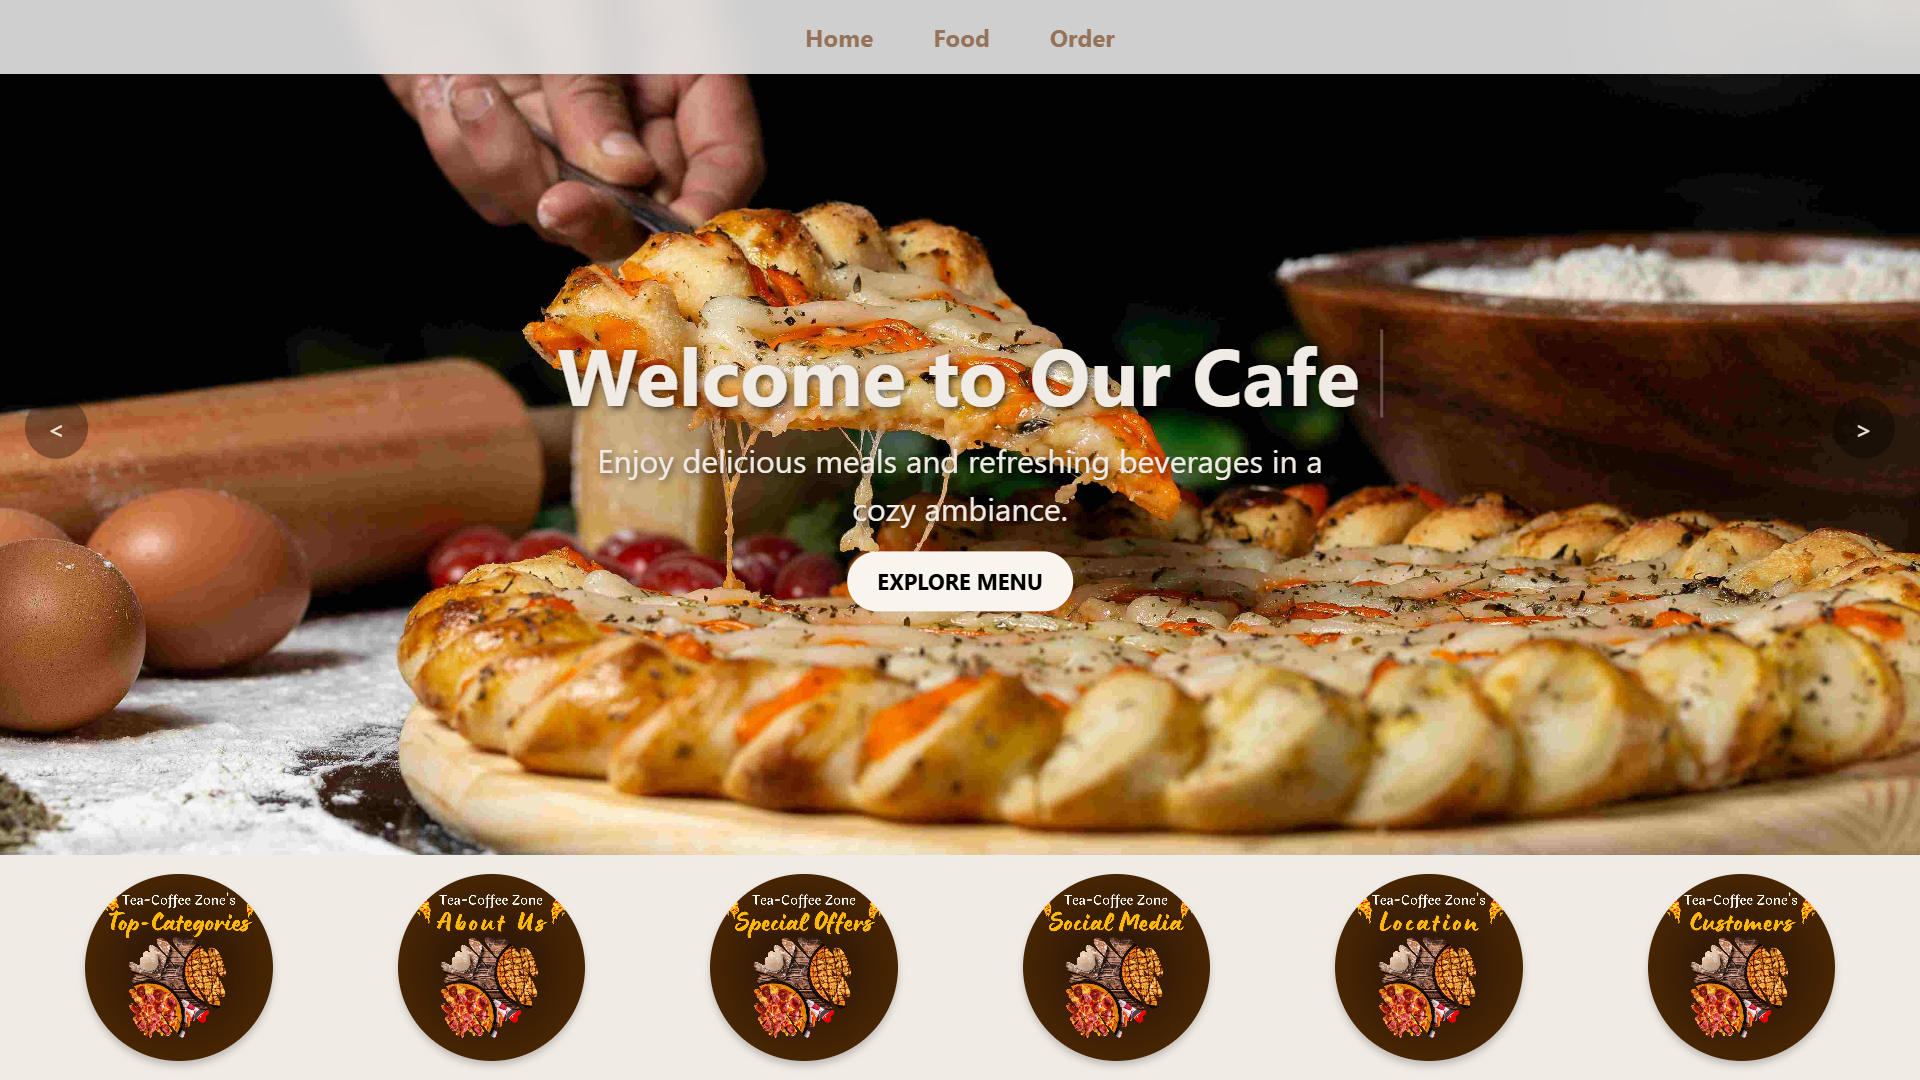 Home Food Order
Welcome to Our Cafe
<
>
Enjoy delicious meals and refreshing beverages in a
cozy ambiance.
EXPLORE MENU
Tea-Coffee Zone's
Top-Categories
Tea-Coffee Zone
About Us
Tea-Coffee Zone
Special Offers
Tea-Coffee Zone
Social Media
Tea-Coffee Zone's
Location
Tea-Coffee Zone's
Customers